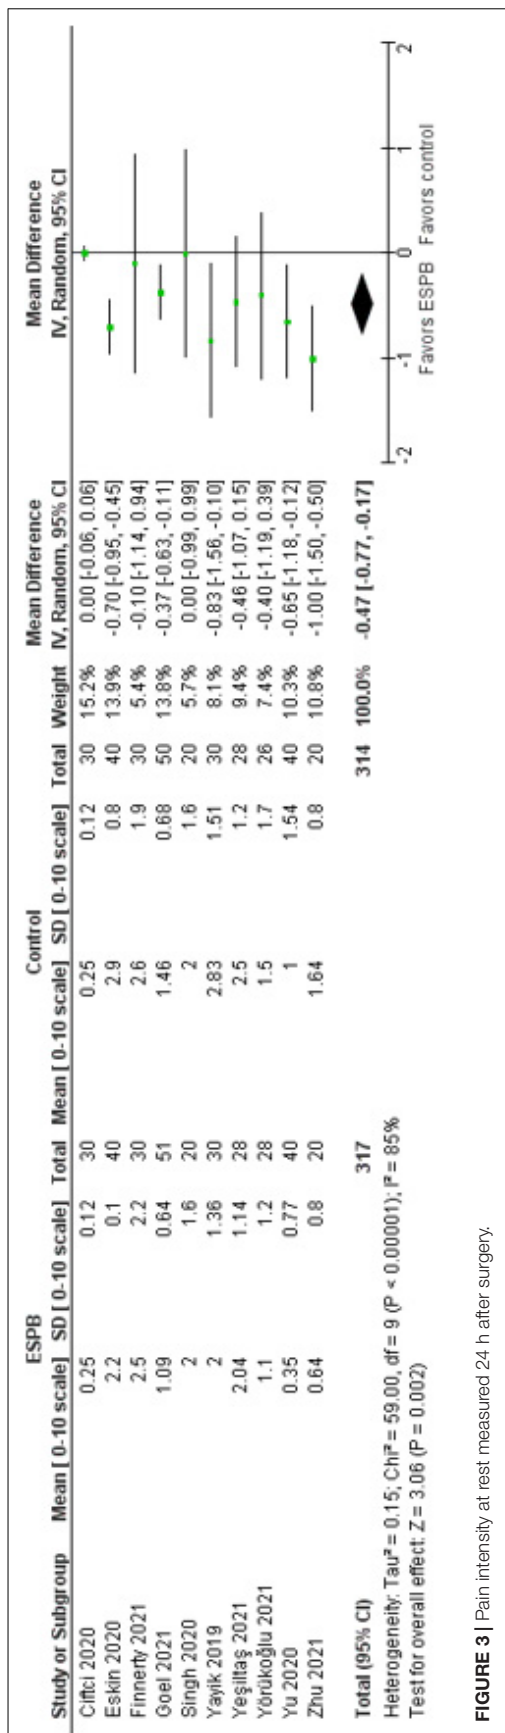 ESPB Control Mean Difference Mean Difference
Study or Subgroup Mean [ 0-10 scale] SD [ 0-10 scale] Total Mean [ 0-10 scale] SD [ 0-10 scale] Total Weight IV, Random, 95% CI IV, Random, 95% CI
Ciftci 2020 0.25 0.12 30 0.25 0.12 30 15.2% 0.00 [-0.06, 0.06]
Eskin 2020 2.2 0.1 40 2.9 0.8 40 13.9% -0.70 [-0.95, -0.45]
Finnerty 2021 2.5 2.2 30 2.6 1.9 30 5.4% -0.10 [-1.14, 0.94]
Goel 2021 1.09 0.64 51 1.46 0.68 50 13.8% -0.37 [-0.63, -0.11]
Singh 2020 2 1.6 20 2 1.6 20 5.7% 0.00 [-0.99, 0.99]
Yayik 2019 2 1.36 30 2.83 1.51 30 8.1% -0.83 [-1.56, -0.10]
Yeşiltaş 2021 2.04 1.14 28 2.5 1.2 28 9.4% -0.46 [-1.07, 0.15]
Yörükoğlu 2021 1.1 1.2 28 1.5 1.7 26 7.4% -0.40 [-1.19, 0.39]
Yu 2020 0.35 0.77 40 1 1.54 40 10.3% -0.65 [-1.18, -0.12]
Zhu 2021 0.64 0.8 20 1.64 0.8 20 10.8% -1.00 [-1.50, -0.50]
Total (95% CI) 317 314 100.0% -0.47 [-0.77, -0.17]
Heterogeneity: Tau² = 0.15; Chi² = 59.00, df = 9 (P < 0.00001); I² = 85%
Test for overall effect: Z = 3.06 (P = 0.002)
-2 -1 0 1 2
Favors ESPB Favors control
FIGURE 3 | Pain intensity at rest measured 24 h after surgery.